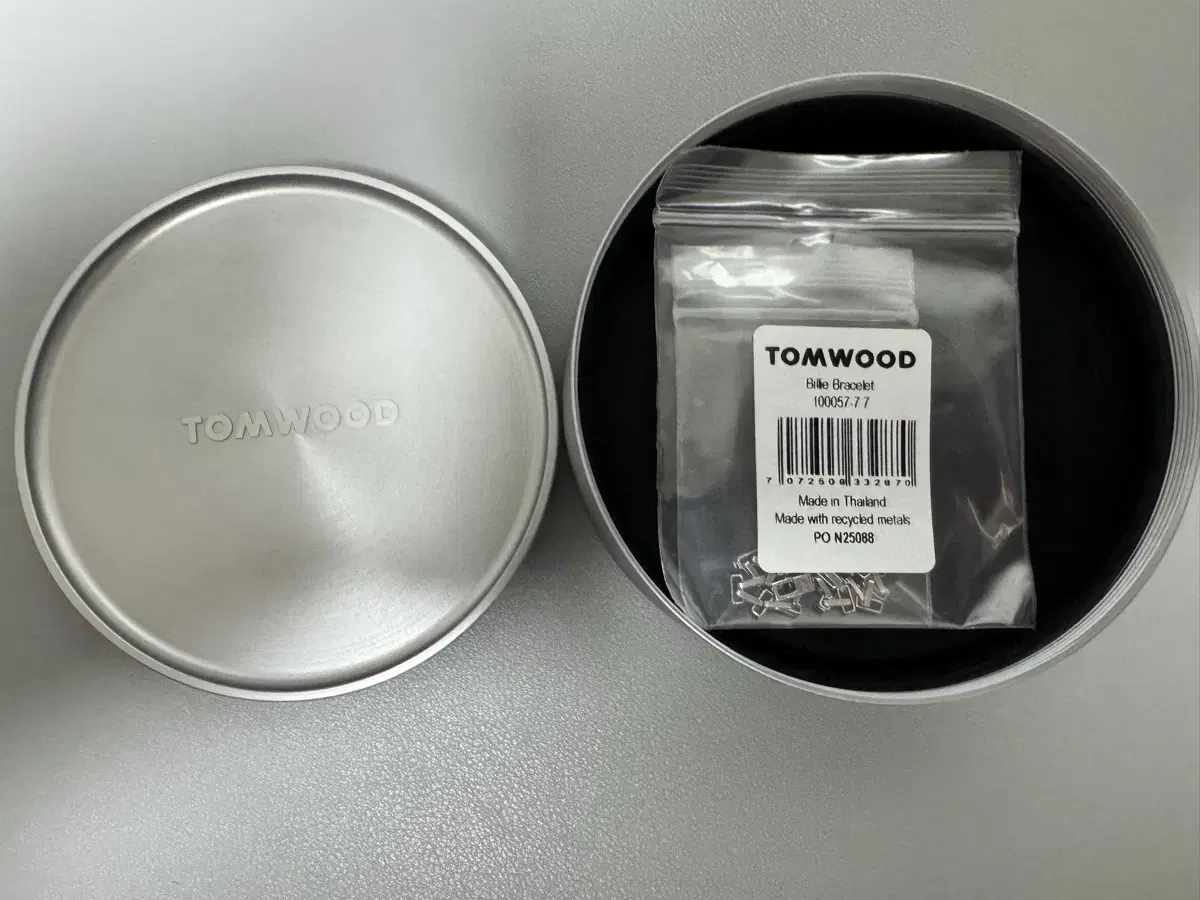 TOMWOOD
TOMWOOD
Billie Bracelet
100057-7 7
7 072508 332870
Made in Thailand
Made with recycled metals
PO N25088